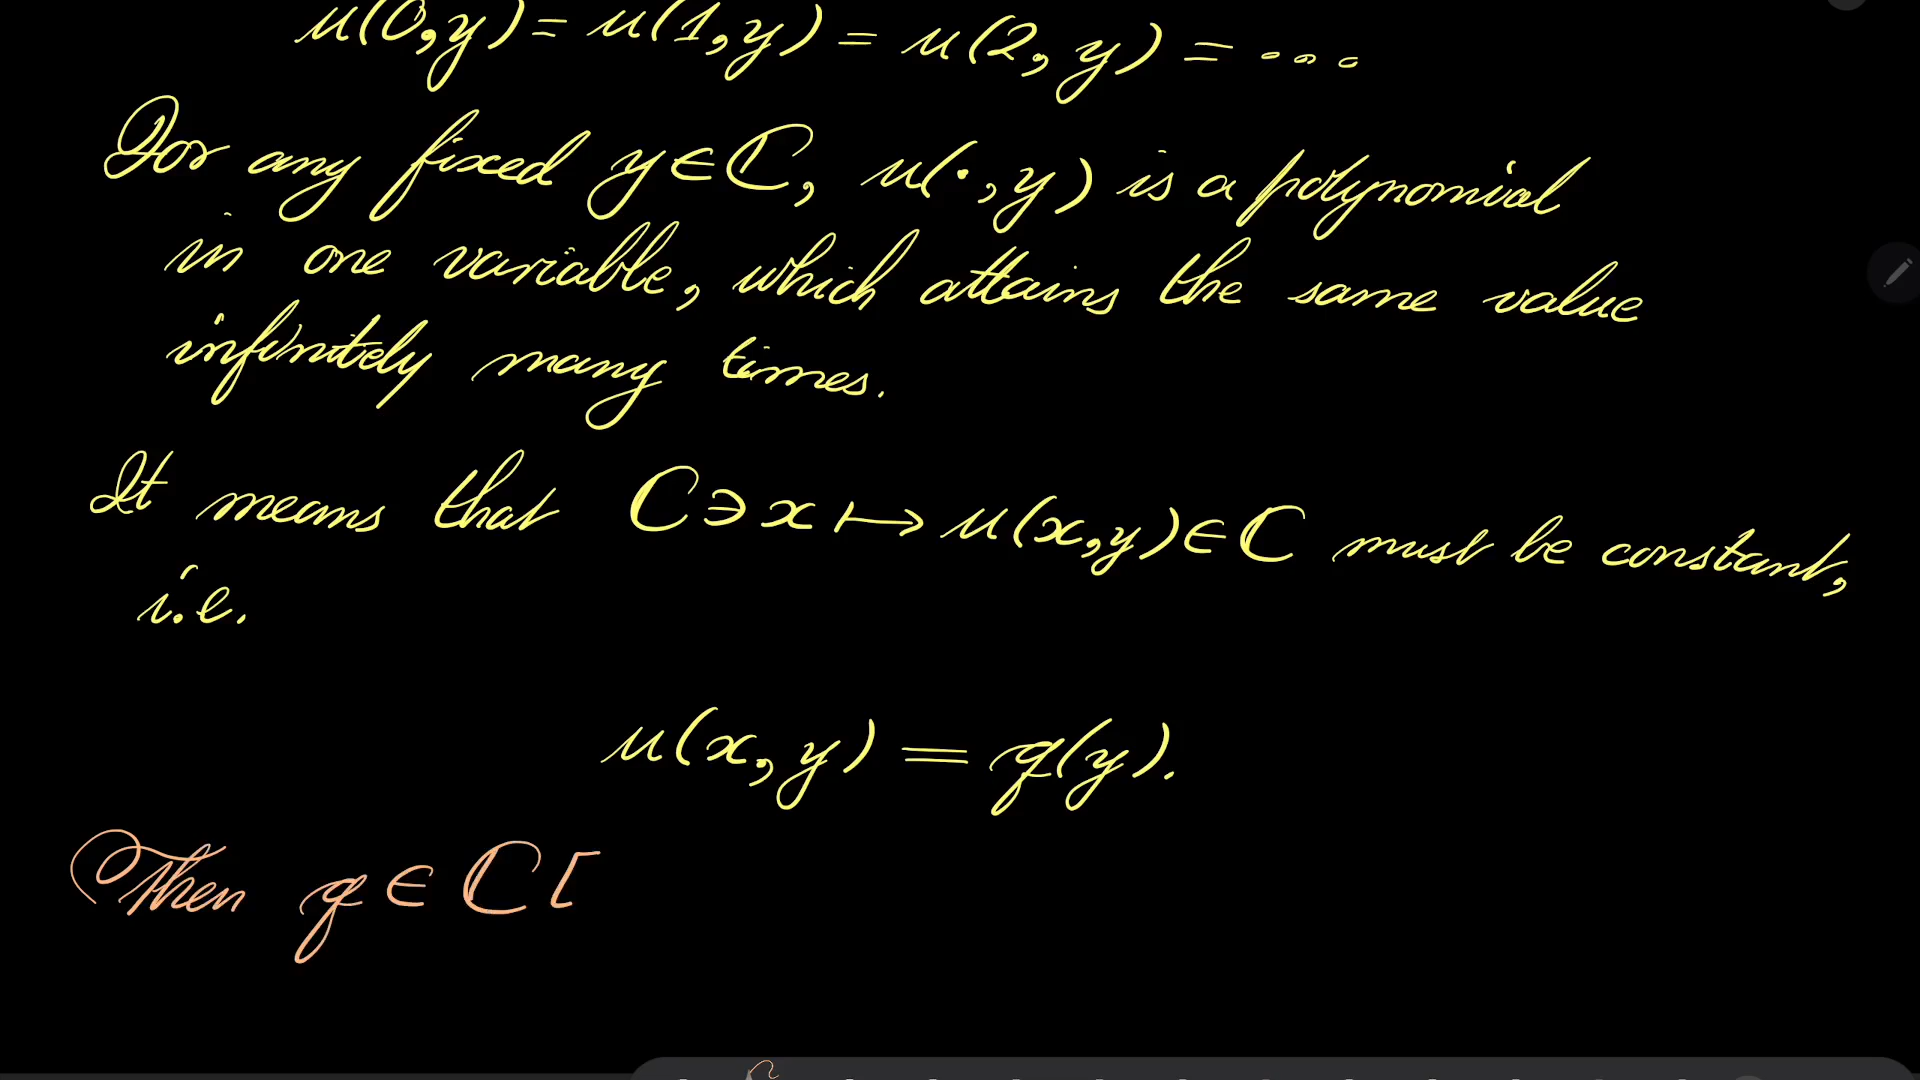 u(0,y) = u(1,y) = u(2,y) = ...
For any fixed y∈ℂ, u(·,y) is a polynomial
in one variable, which attains the same value
infinitely many times.
It means that ℂ∋x↦u(x,y)∈ℂ must be constant,
i.e.
u(x,y) = q(y).
Then q∈ℂ[